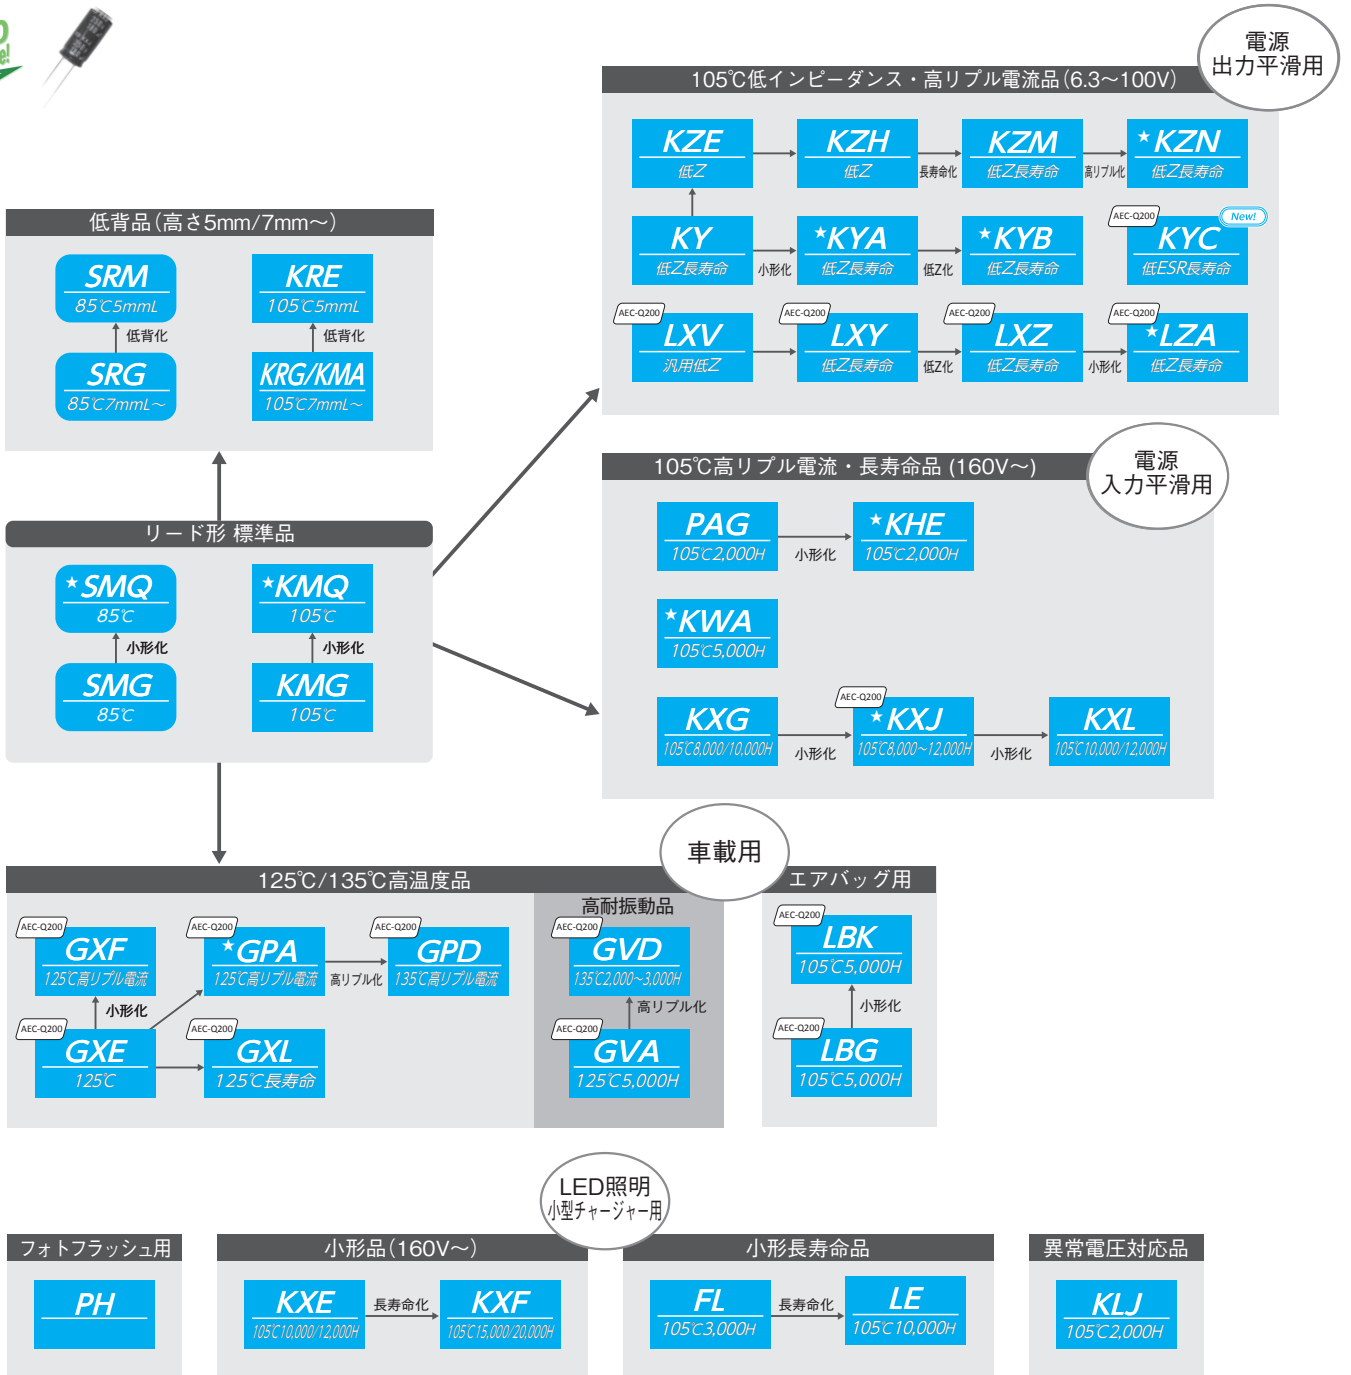 電源
出力平滑用
105℃低インピーダンス・高リプル電流品(6.3〜100V)
KZE
低Z
KZH
低Z
長寿命化
KZM
低Z長寿命
高リプル化
★KZN
低Z長寿命
KY
低Z長寿命
小形化
★KYA
低Z長寿命
低Z化
★KYB
低Z長寿命
AEC-Q200
New!
KYC
低ESR長寿命
AEC-Q200
LXV
汎用低Z
AEC-Q200
LXY
低Z長寿命
低Z化
AEC-Q200
LXZ
低Z長寿命
小形化
AEC-Q200
★LZA
低Z長寿命
低背品(高さ5mm/7mm〜)
SRM
85℃5mmL
KRE
105℃5mmL
低背化
低背化
SRG
85℃7mmL〜
KRG/KMA
105℃7mmL〜
リード形 標準品
★SMQ
85℃
★KMQ
105℃
小形化
小形化
SMG
85℃
KMG
105℃
電源
入力平滑用
105℃高リプル電流・長寿命品 (160V〜)
PAG
105℃2,000H
小形化
★KHE
105℃2,000H
★KWA
105℃5,000H
KXG
105℃8,000/10,000H
小形化
AEC-Q200
★KXJ
105℃8,000〜12,000H
小形化
KXL
105℃10,000/12,000H
車載用
125℃/135℃高温度品
AEC-Q200
GXF
125℃高リプル電流
AEC-Q200
★GPA
125℃高リプル電流
高リプル化
AEC-Q200
GPD
135℃高リプル電流
小形化
AEC-Q200
GXE
125℃
AEC-Q200
GXL
125℃長寿命
高耐振動品
AEC-Q200
GVD
135℃2,000〜3,000H
高リプル化
AEC-Q200
GVA
125℃5,000H
エアバッグ用
AEC-Q200
LBK
105℃5,000H
小形化
AEC-Q200
LBG
105℃5,000H
LED照明
小型チャージャー用
フォトフラッシュ用
PH
小形品(160V〜)
KXE
105℃10,000/12,000H
長寿命化
KXF
105℃15,000/20,000H
小形長寿命品
FL
105℃3,000H
長寿命化
LE
105℃10,000H
異常電圧対応品
KLJ
105℃2,000H